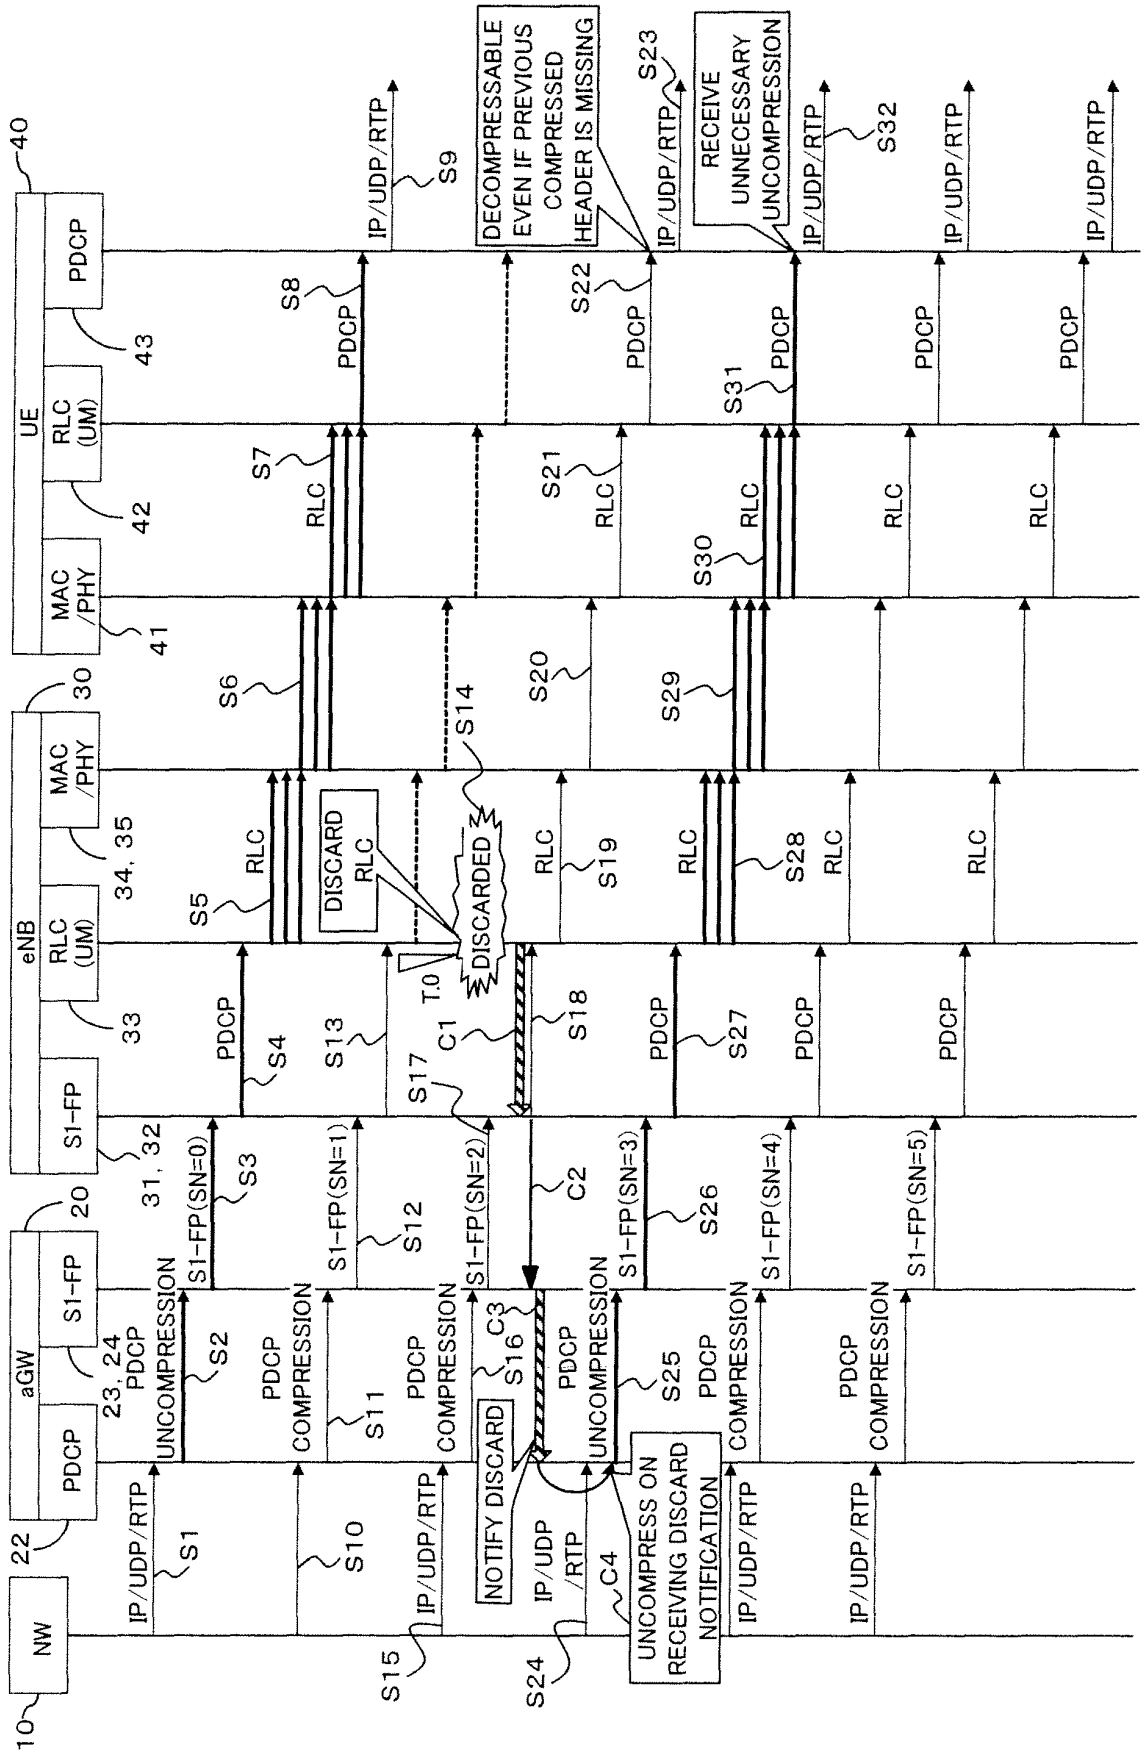 10
NW
22
aGW
20
PDCP
S1-FP
23, 24
eNB
30
S1-FP
31, 32
RLC
(UM)
33
MAC
/PHY
34, 35
UE
40
MAC
/PHY
41
RLC
(UM)
42
PDCP
43
IP/UDP/RTP
S1
PDCP
UNCOMPRESSION
S2
S1-FP(SN=0)
S3
PDCP
S4
S5
RLC
S6
S7
RLC
S8
PDCP
IP/UDP/RTP
S9
S10
PDCP
COMPRESSION
S11
S1-FP(SN=1)
S12
S13
T.O
DISCARD
RLC
DISCARDED
S14
S15
IP/UDP/RTP
PDCP
COMPRESSION
S16
S1-FP(SN=2)
S17
C1
S18
C2
C3
NOTIFY DISCARD
RLC
S19
S20
S21
RLC
S22
PDCP
DECOMPRESSABLE
EVEN IF PREVIOUS
COMPRESSED
HEADER IS MISSING
IP/UDP/RTP
S23
IP/UDP
/RTP
S24
C4
UNCOMPRESS ON
RECEIVING DISCARD
NOTIFICATION
PDCP
UNCOMPRESSION
S25
S1-FP(SN=3)
S26
PDCP
S27
RLC
S28
S29
S30
RLC
S31
PDCP
RECEIVE
UNNECESSARY
UNCOMPRESSION
IP/UDP/RTP
S32
IP/UDP/RTP
PDCP
COMPRESSION
S1-FP(SN=4)
PDCP
RLC
RLC
PDCP
IP/UDP/RTP
IP/UDP/RTP
PDCP
COMPRESSION
S1-FP(SN=5)
PDCP
RLC
RLC
PDCP
IP/UDP/RTP